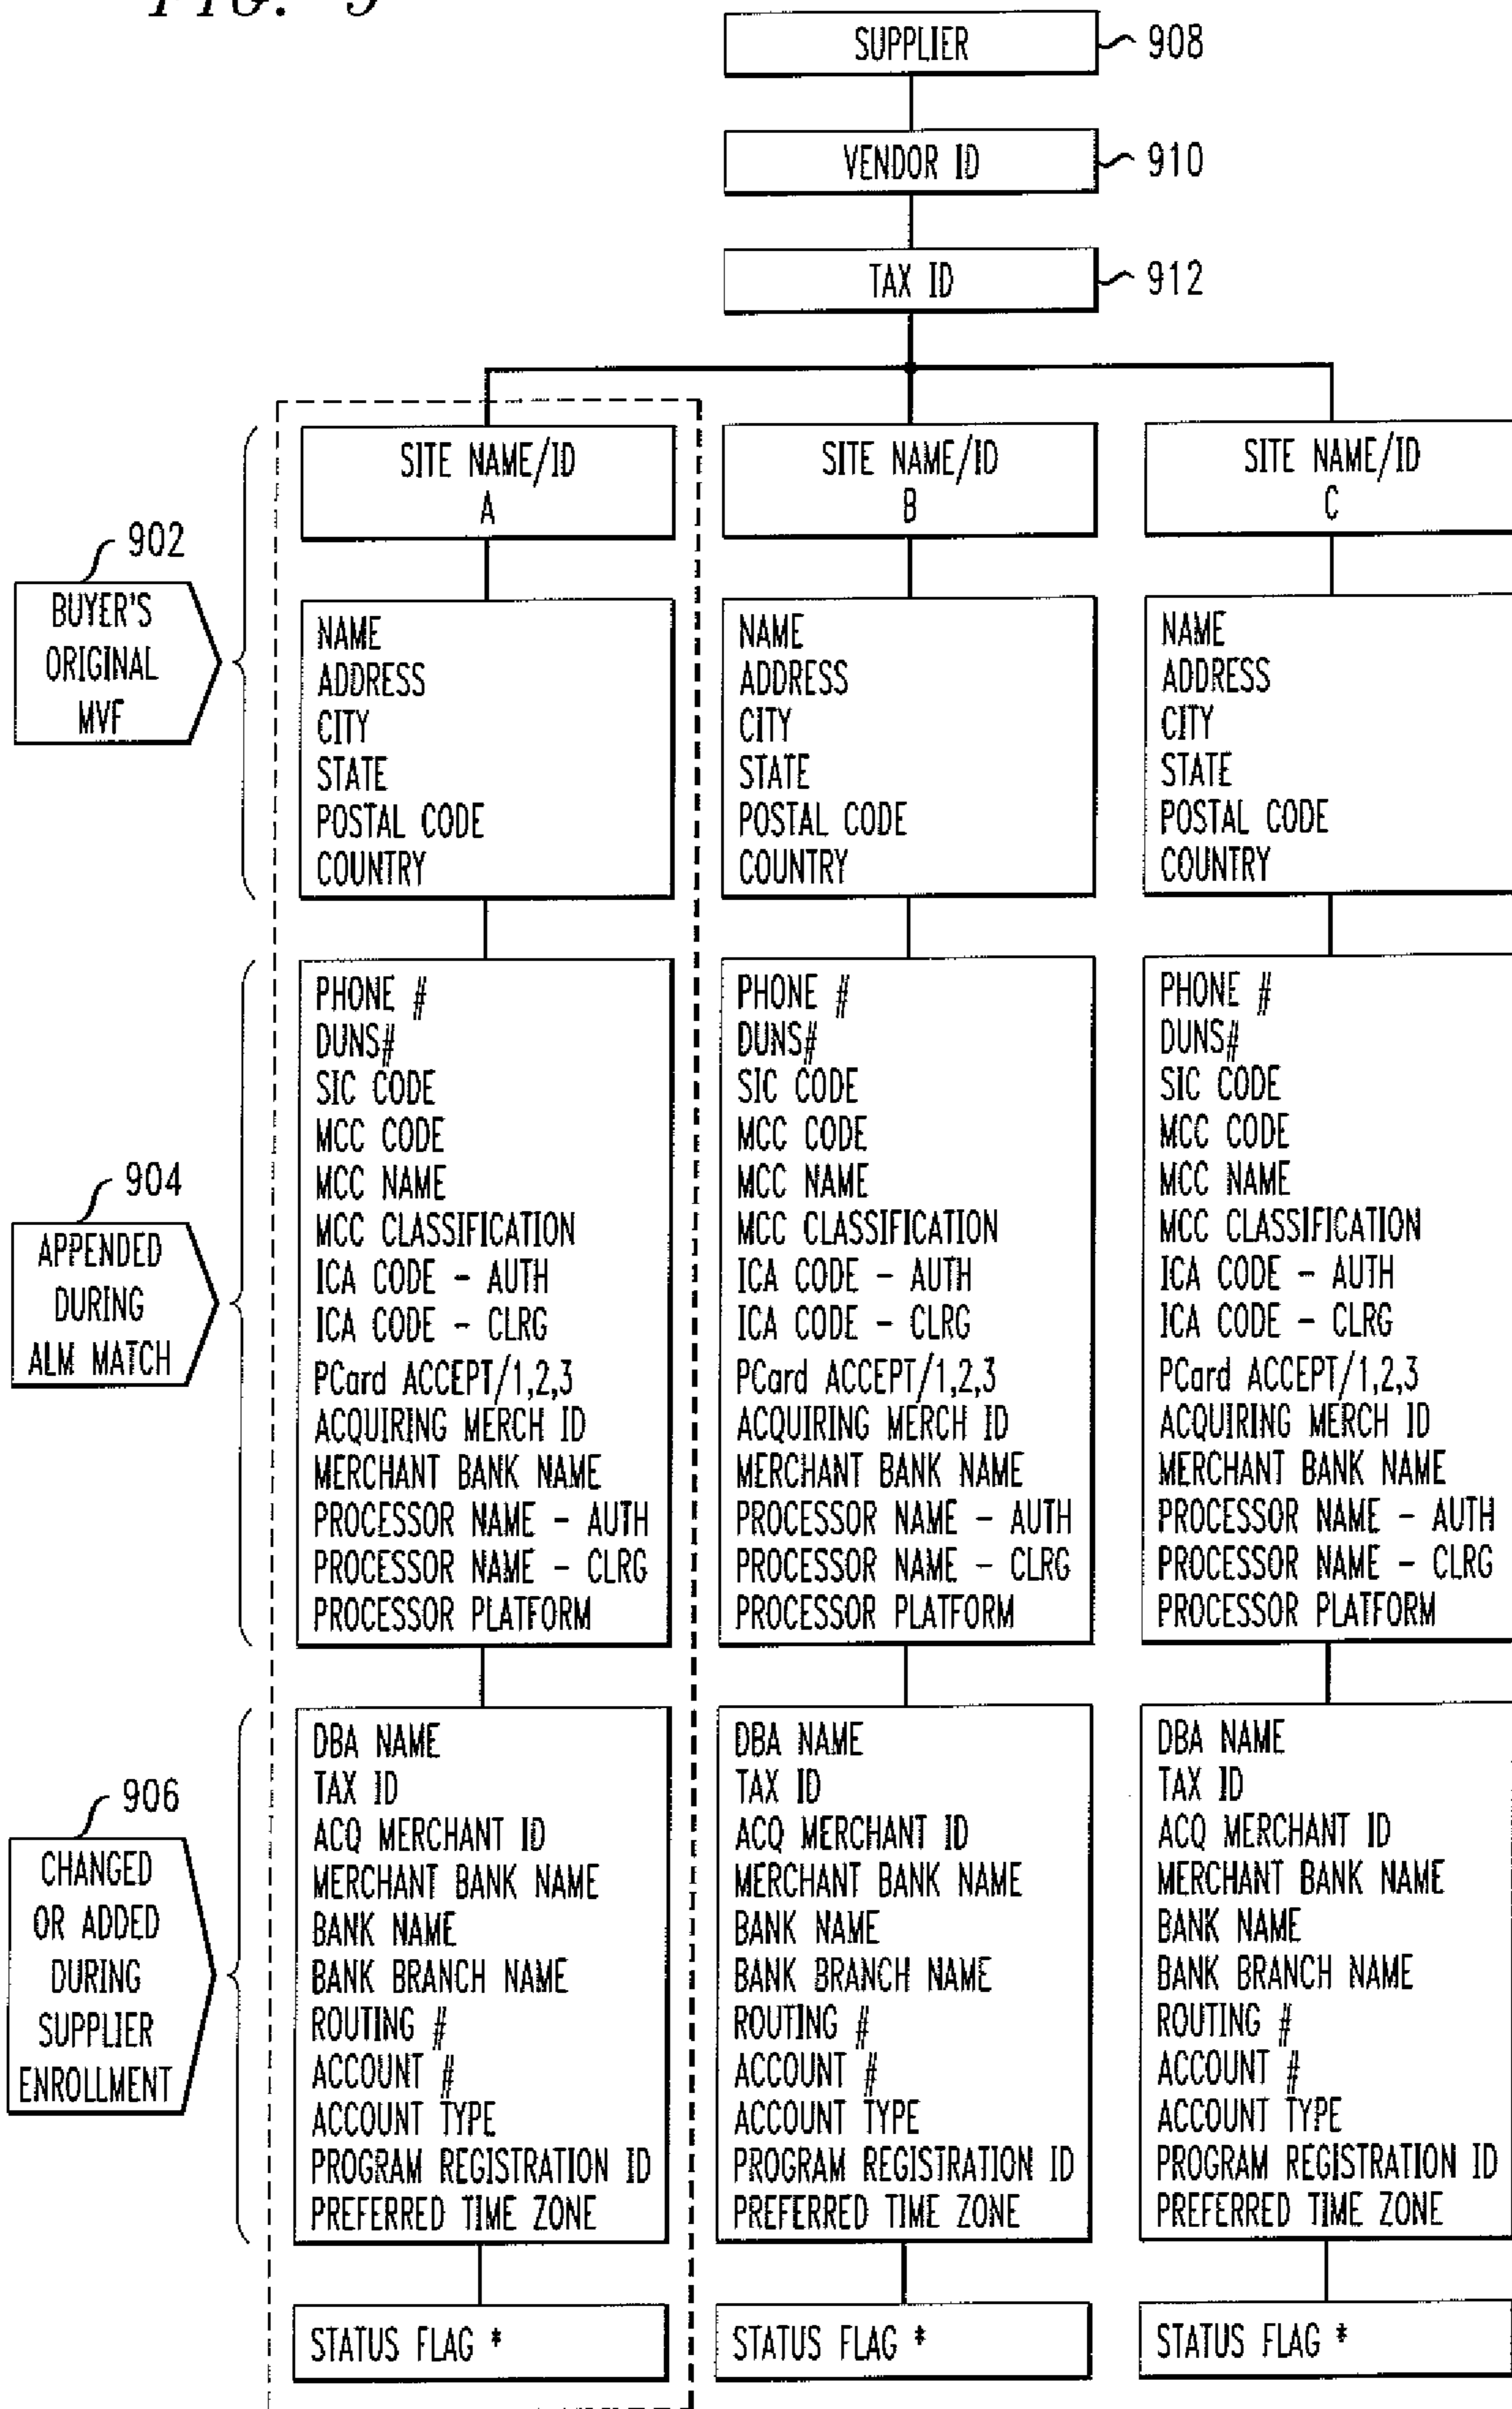 FIG. 9
SUPPLIER
908
VENDOR ID
910
TAX ID
912
902
BUYER'S
ORIGINAL
MVF
SITE NAME/ID
A
NAME
ADDRESS
CITY
STATE
POSTAL CODE
COUNTRY
SITE NAME/ID
B
NAME
ADDRESS
CITY
STATE
POSTAL CODE
COUNTRY
SITE NAME/ID
C
NAME
ADDRESS
CITY
STATE
POSTAL CODE
COUNTRY
904
APPENDED
DURING
ALM MATCH
PHONE #
DUNS#
SIC CODE
MCC CODE
MCC NAME
MCC CLASSIFICATION
ICA CODE - AUTH
ICA CODE - CLRG
PCard ACCEPT/1,2,3
ACQUIRING MERCH ID
MERCHANT BANK NAME
PROCESSOR NAME - AUTH
PROCESSOR NAME - CLRG
PROCESSOR PLATFORM
PHONE #
DUNS#
SIC CODE
MCC CODE
MCC NAME
MCC CLASSIFICATION
ICA CODE - AUTH
ICA CODE - CLRG
PCard ACCEPT/1,2,3
ACQUIRING MERCH ID
MERCHANT BANK NAME
PROCESSOR NAME - AUTH
PROCESSOR NAME - CLRG
PROCESSOR PLATFORM
PHONE #
DUNS#
SIC CODE
MCC CODE
MCC NAME
MCC CLASSIFICATION
ICA CODE - AUTH
ICA CODE - CLRG
PCard ACCEPT/1,2,3
ACQUIRING MERCH ID
MERCHANT BANK NAME
PROCESSOR NAME - AUTH
PROCESSOR NAME - CLRG
PROCESSOR PLATFORM
906
CHANGED
OR ADDED
DURING
SUPPLIER
ENROLLMENT
DBA NAME
TAX ID
ACQ MERCHANT ID
MERCHANT BANK NAME
BANK NAME
BANK BRANCH NAME
ROUTING #
ACCOUNT #
ACCOUNT TYPE
PROGRAM REGISTRATION ID
PREFERRED TIME ZONE
DBA NAME
TAX ID
ACQ MERCHANT ID
MERCHANT BANK NAME
BANK NAME
BANK BRANCH NAME
ROUTING #
ACCOUNT #
ACCOUNT TYPE
PROGRAM REGISTRATION ID
PREFERRED TIME ZONE
DBA NAME
TAX ID
ACQ MERCHANT ID
MERCHANT BANK NAME
BANK NAME
BANK BRANCH NAME
ROUTING #
ACCOUNT #
ACCOUNT TYPE
PROGRAM REGISTRATION ID
PREFERRED TIME ZONE
STATUS FLAG *
STATUS FLAG *
STATUS FLAG *